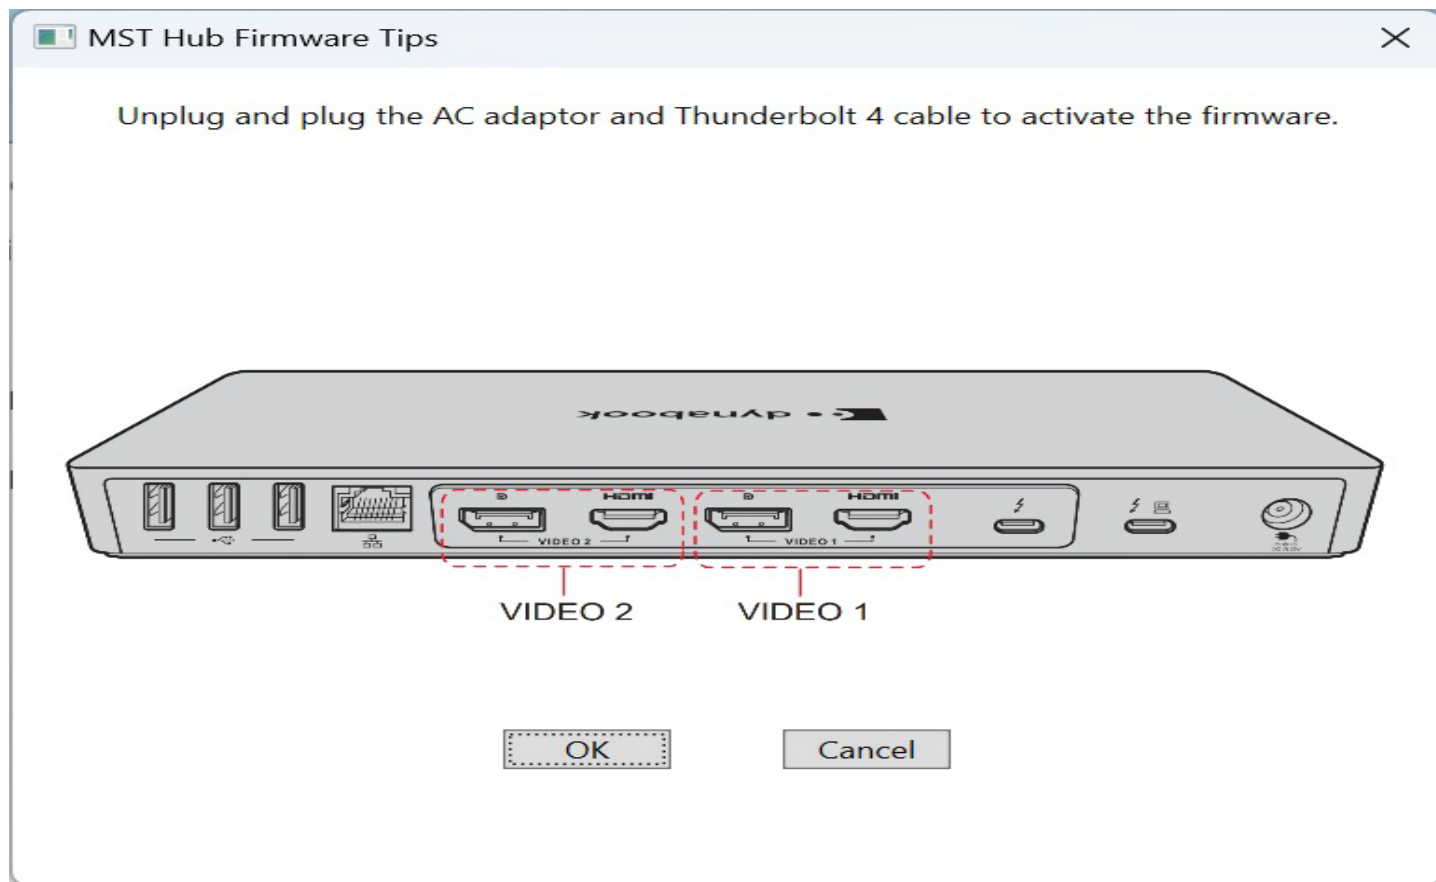 MST Hub Firmware Tips
Unplug and plug the AC adaptor and Thunderbolt 4 cable to activate the firmware.
dynabook
HDMI
HDMI
VIDEO 2
VIDEO 1
VIDEO 2
VIDEO 1
OK
Cancel